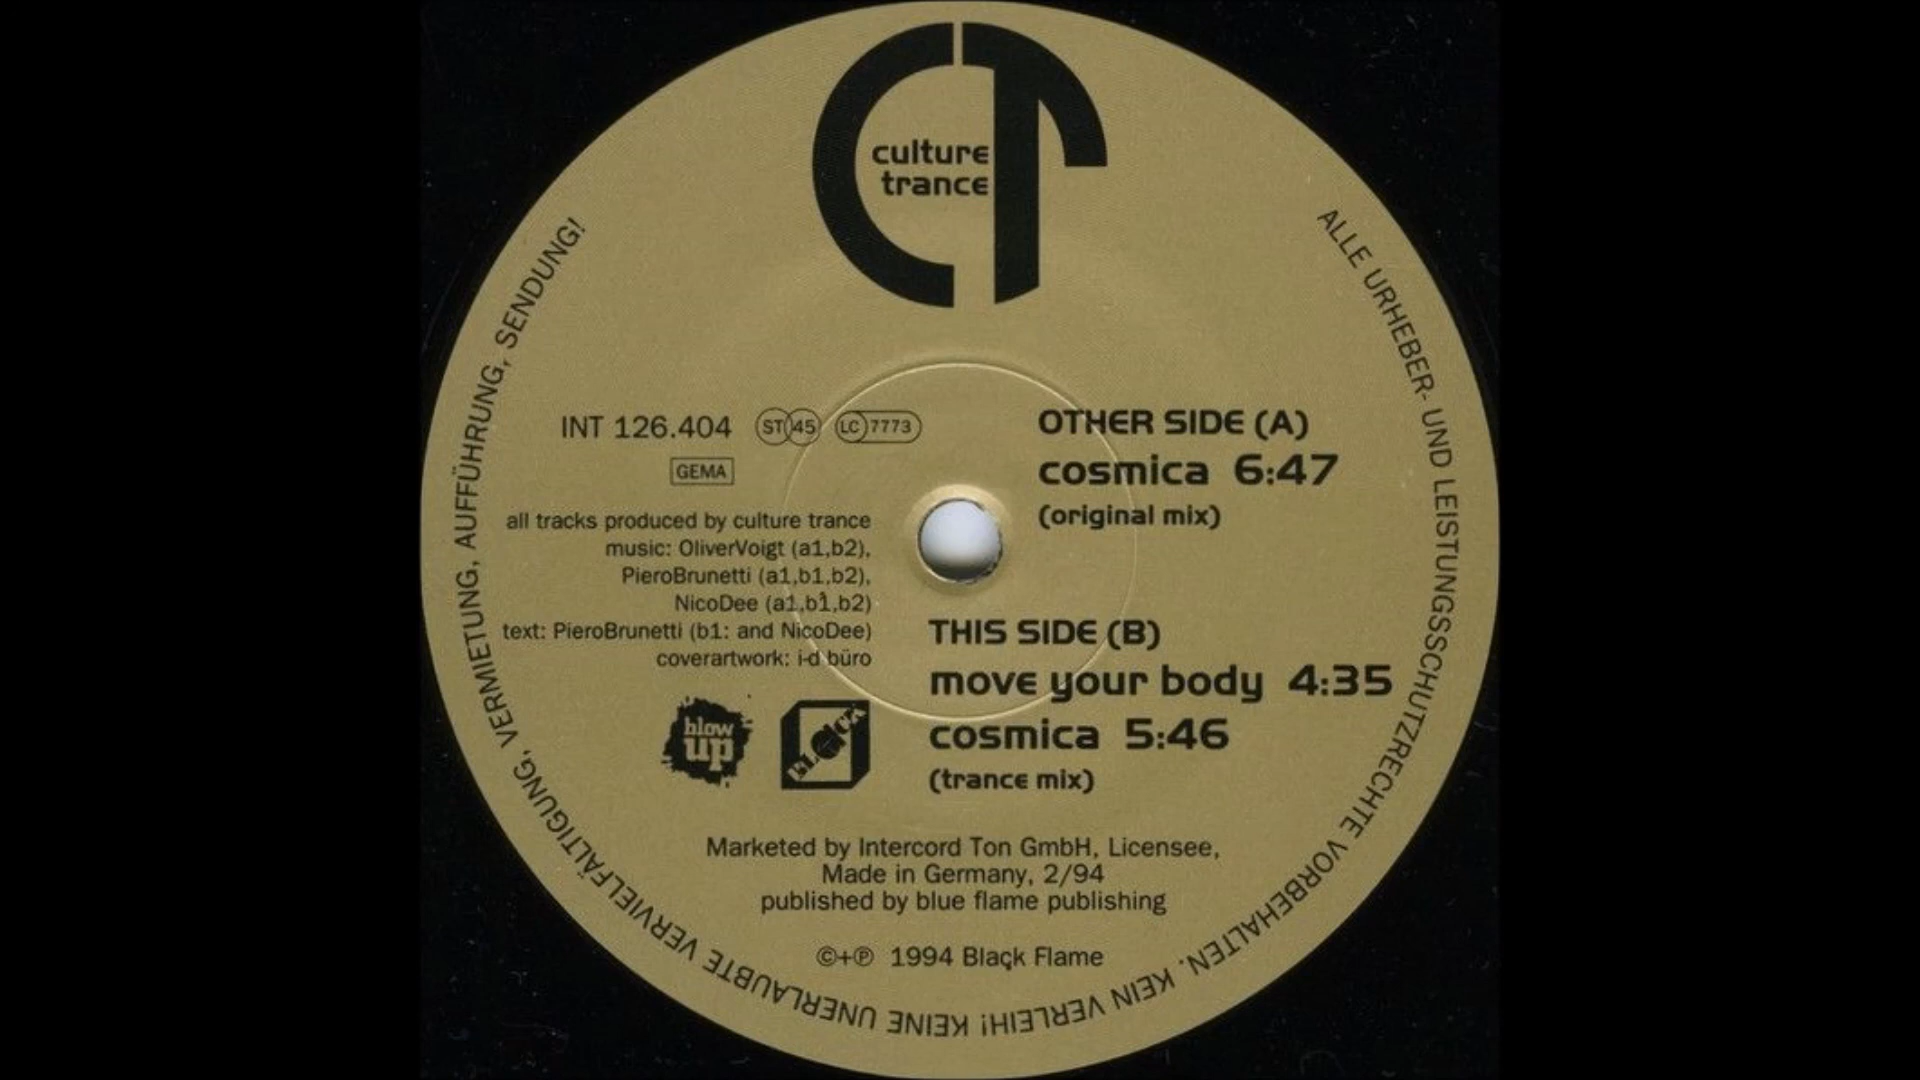 CT
culture
trance
ALLE URHEBER- UND LEISTUNGSSCHUTZRECHTE VORBEHALTEN. KEIN VERLEIH! KEINE UNERLAUBTE VERVIELFÄLTIGUNG, VERMIETUNG, AUFFÜHRUNG, SENDUNG!
INT 126.404 ST 45 LC 7773
GEMA
all tracks produced by culture trance
music: OliverVoigt (a1,b2),
PieroBrunetti (a1,b1,b2),
NicoDee (a1,b1,b2)
text: PieroBrunetti (b1: and NicoDee)
coverartwork: i-d büro
blow
up
OTHER SIDE (A)
cosmica 6:47
(original mix)
THIS SIDE (B)
move your body 4:35
cosmica 5:46
(trance mix)
Marketed by Intercord Ton GmbH, Licensee,
Made in Germany, 2/94
published by blue flame publishing
©+℗ 1994 Black Flame